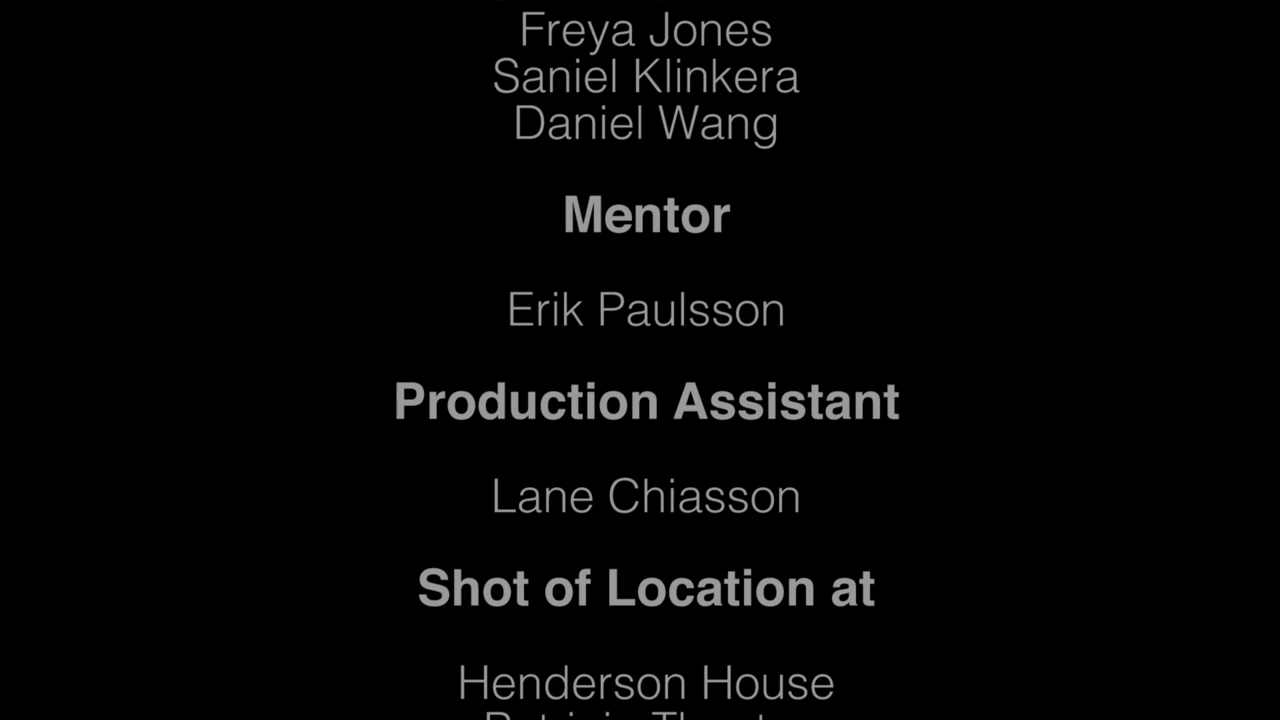 Freya Jones
Saniel Klinkera
Daniel Wang
Mentor
Erik Paulsson
Production Assistant
Lane Chiasson
Shot of Location at
Henderson House